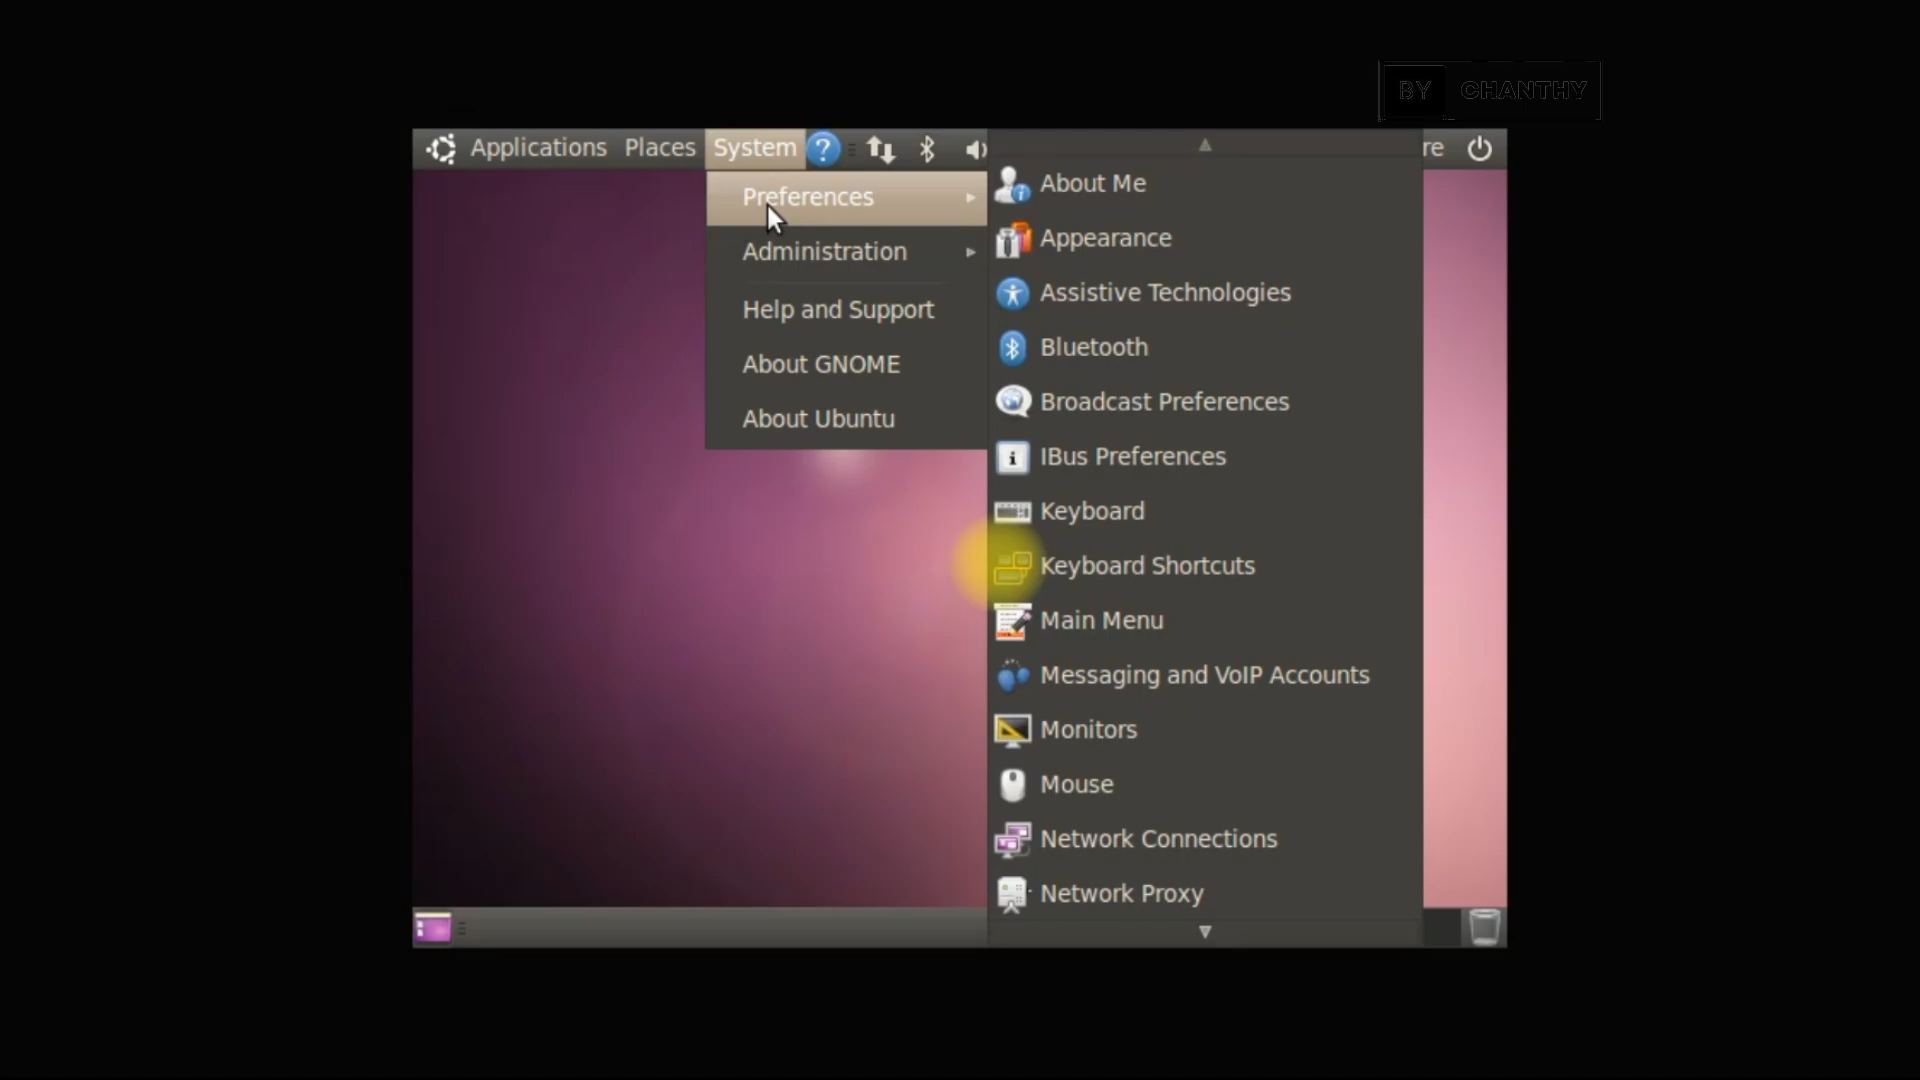 BY CHANTHY
Applications Places System re
Preferences
Administration
Help and Support
About GNOME
About Ubuntu
About Me
Appearance
Assistive Technologies
Bluetooth
Broadcast Preferences
IBus Preferences
Keyboard
Keyboard Shortcuts
Main Menu
Messaging and VoIP Accounts
Monitors
Mouse
Network Connections
Network Proxy